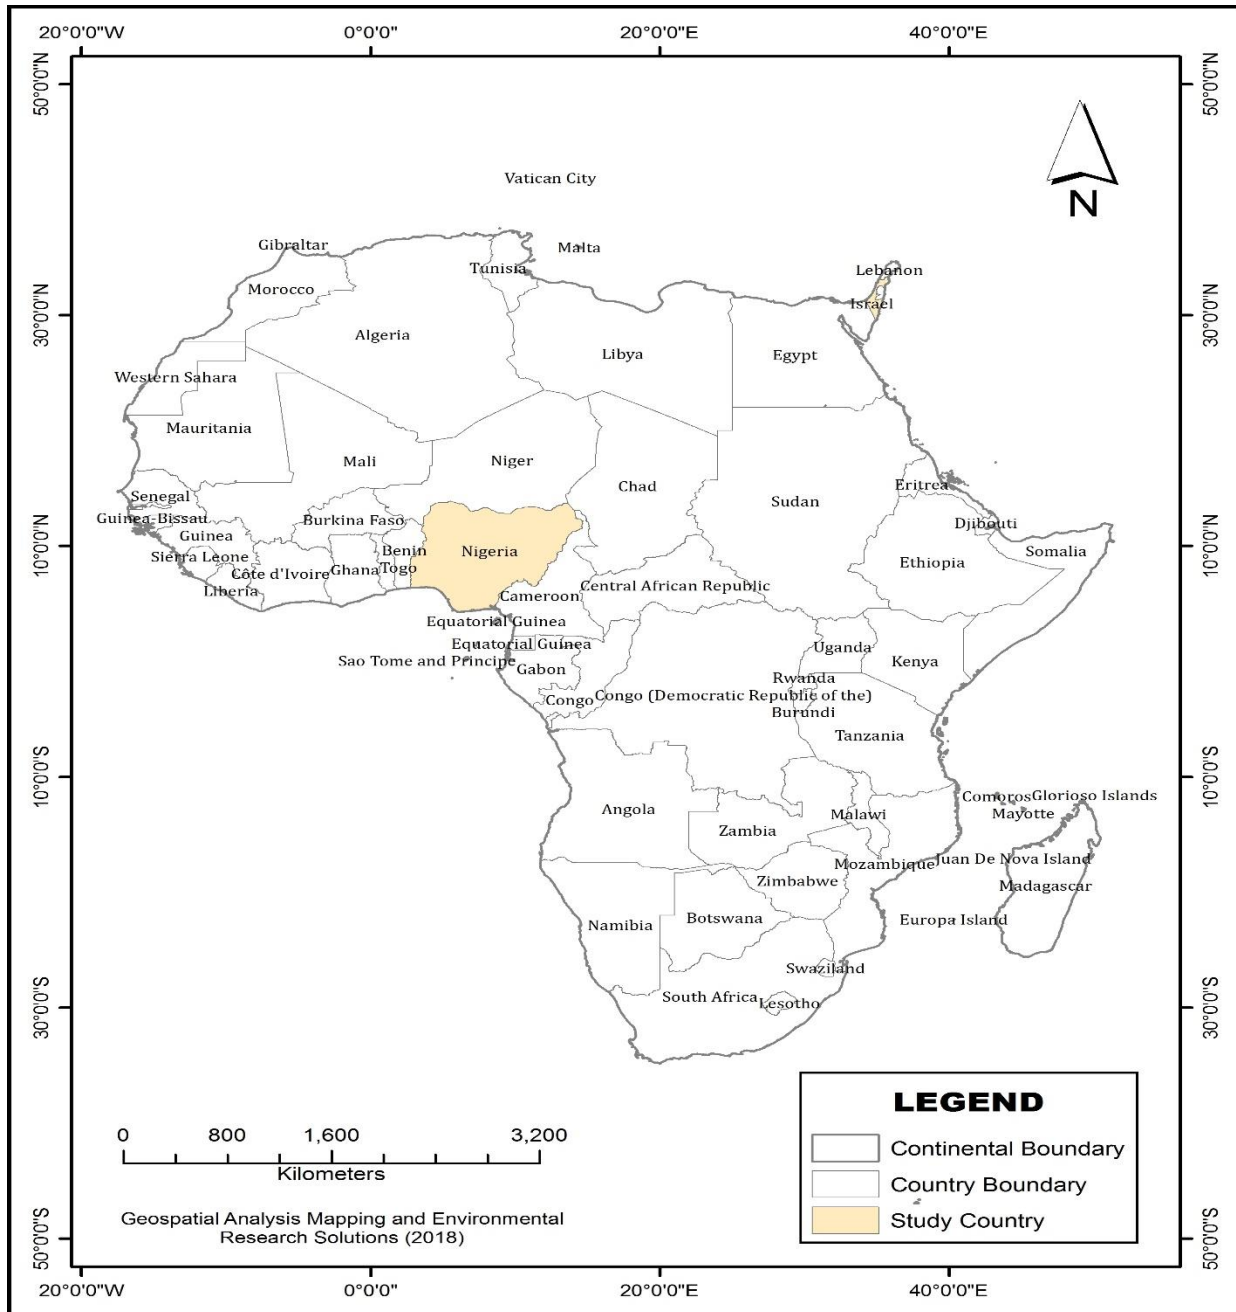 20°0'0"W 0°0'0" 20°0'0"E 40°0'0"E
50°0'0"N 50°0'0"N
N
Vatican City
Gibraltar
Malta
Tunisia
Lebanon
Morocco
Israel
30°0'0"N 30°0'0"N
Algeria
Libya
Egypt
Western Sahara
Mauritania
Mali
Niger
Chad
Sudan
Eritrea
Senegal
Guinea-Bissau
Burkina Faso
Djibouti
Guinea
10°0'0"N 10°0'0"N
Sierra Leone
Benin
Nigeria
Somalia
Ethiopia
Côte d'Ivoire
Ghana
Togo
Liberia
Cameroon
Central African Republic
Equatorial Guinea
Equatorial Guinea
Uganda
Sao Tome and Principe
Gabon
Kenya
Rwanda
Congo
Congo (Democratic Republic of the)
Burundi
Tanzania
10°0'0"S 10°0'0"S
Comoros
Glorioso Islands
Angola
Malawi
Mayotte
Zambia
Mozambique
Juan De Nova Island
Zimbabwe
Madagascar
Namibia
Botswana
Europa Island
Swaziland
South Africa
Lesotho
30°0'0"S 30°0'0"S
LEGEND
Continental Boundary
Country Boundary
Study Country
0 800 1,600 3,200
Kilometers
Geospatial Analysis Mapping and Environmental
Research Solutions (2018)
50°0'0"S 50°0'0"S
20°0'0"W 0°0'0" 20°0'0"E 40°0'0"E